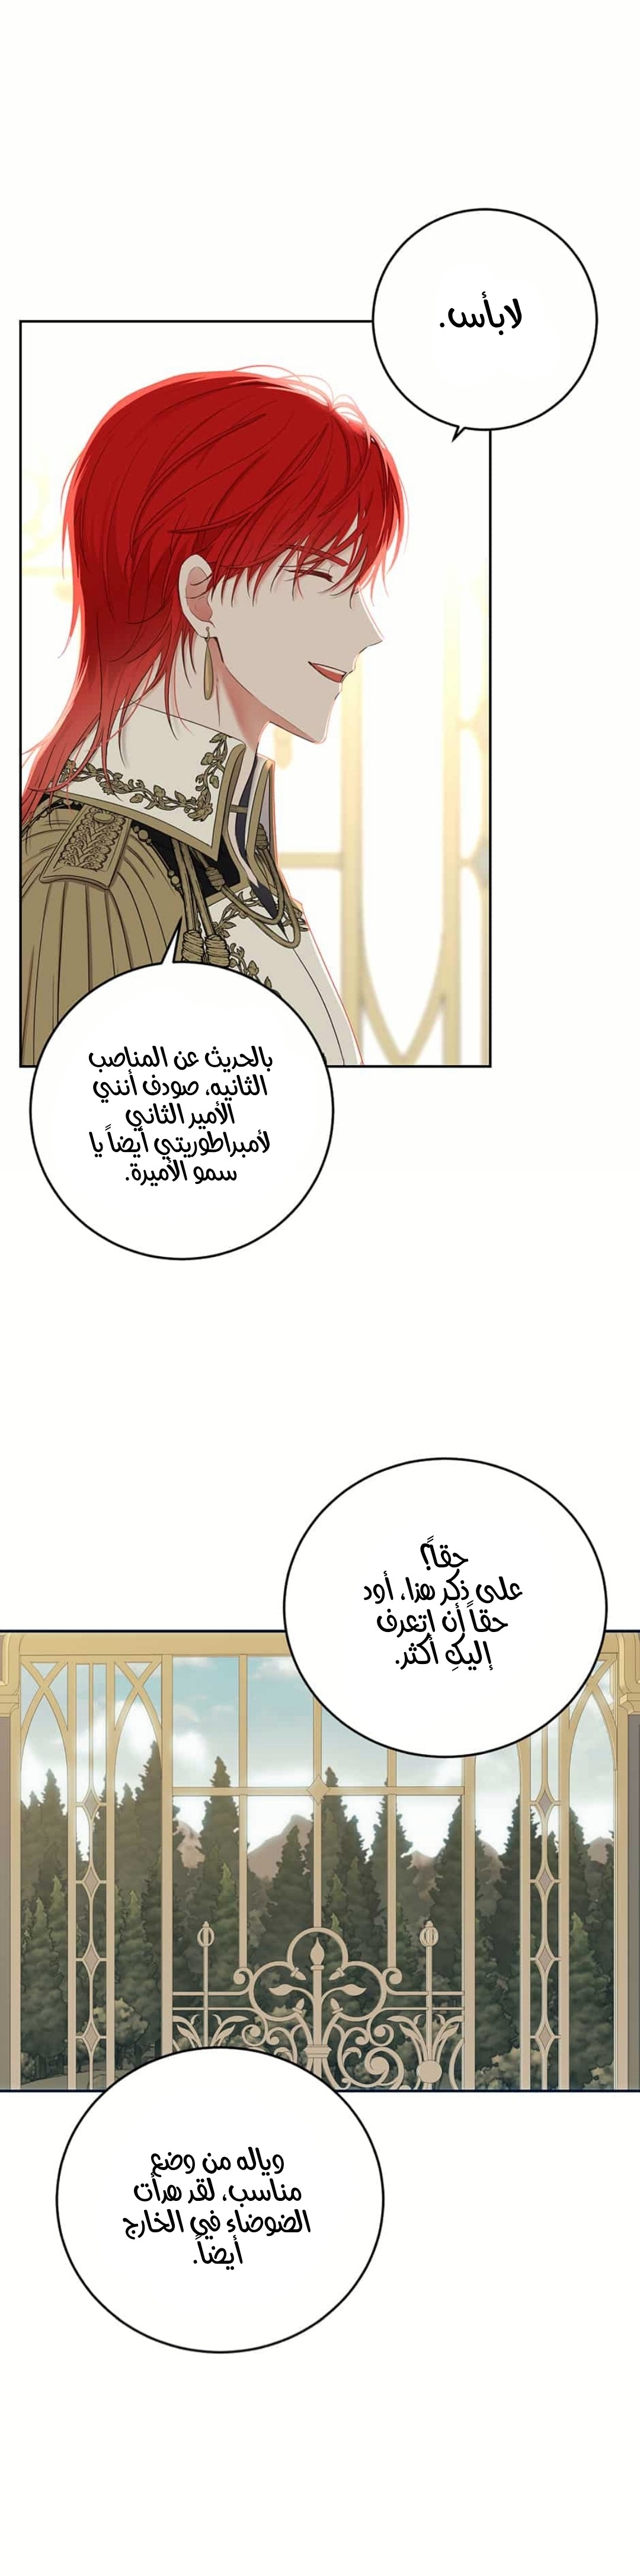 لابأس.
بالحديث عن المناصب
الثانيه، صودف أنني
الأمير الثاني
لأمبراطوريتي أيضاً يا
سمو الأميرة.
حقاً؟
على ذكر هذا، أود
حقاً أن أتعرف
إليكِ أكثر.
وياله من وضع
مناسب، لقد هدأت
الضوضاء في الخارج
أيضاً.